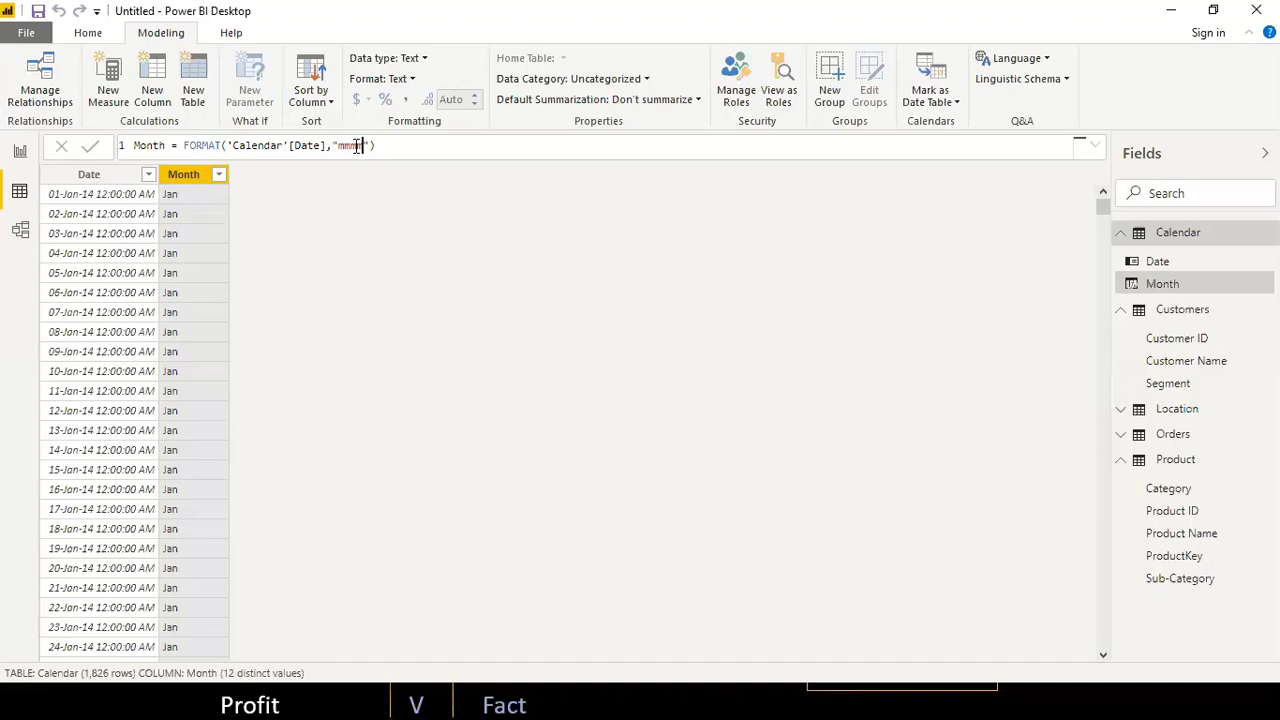 Untitled - Power BI Desktop
File Home Modeling Help
Sign in
Manage Relationships
New Measure
New Column
New Table
New Parameter
Sort by Column
Data type: Text
Format: Text
$ % , Auto
Home Table:
Data Category: Uncategorized
Default Summarization: Don't summarize
Manage Roles
View as Roles
New Group
Edit Groups
Mark as Date Table
Language
Linguistic Schema
Relationships Calculations What If Sort Formatting Properties Security Groups Calendars Q&A
1 Month = FORMAT('Calendar'[Date],"mmmm")
Date Month
01-Jan-14 12:00:00 AM Jan
02-Jan-14 12:00:00 AM Jan
03-Jan-14 12:00:00 AM Jan
04-Jan-14 12:00:00 AM Jan
05-Jan-14 12:00:00 AM Jan
06-Jan-14 12:00:00 AM Jan
07-Jan-14 12:00:00 AM Jan
08-Jan-14 12:00:00 AM Jan
09-Jan-14 12:00:00 AM Jan
10-Jan-14 12:00:00 AM Jan
11-Jan-14 12:00:00 AM Jan
12-Jan-14 12:00:00 AM Jan
13-Jan-14 12:00:00 AM Jan
14-Jan-14 12:00:00 AM Jan
15-Jan-14 12:00:00 AM Jan
16-Jan-14 12:00:00 AM Jan
17-Jan-14 12:00:00 AM Jan
18-Jan-14 12:00:00 AM Jan
19-Jan-14 12:00:00 AM Jan
20-Jan-14 12:00:00 AM Jan
21-Jan-14 12:00:00 AM Jan
22-Jan-14 12:00:00 AM Jan
23-Jan-14 12:00:00 AM Jan
24-Jan-14 12:00:00 AM Jan
Fields
Search
Calendar
Date
Month
Customers
Customer ID
Customer Name
Segment
Location
Orders
Product
Category
Product ID
Product Name
ProductKey
Sub-Category
TABLE: Calendar (1,826 rows) COLUMN: Month (12 distinct values)
Profit V Fact